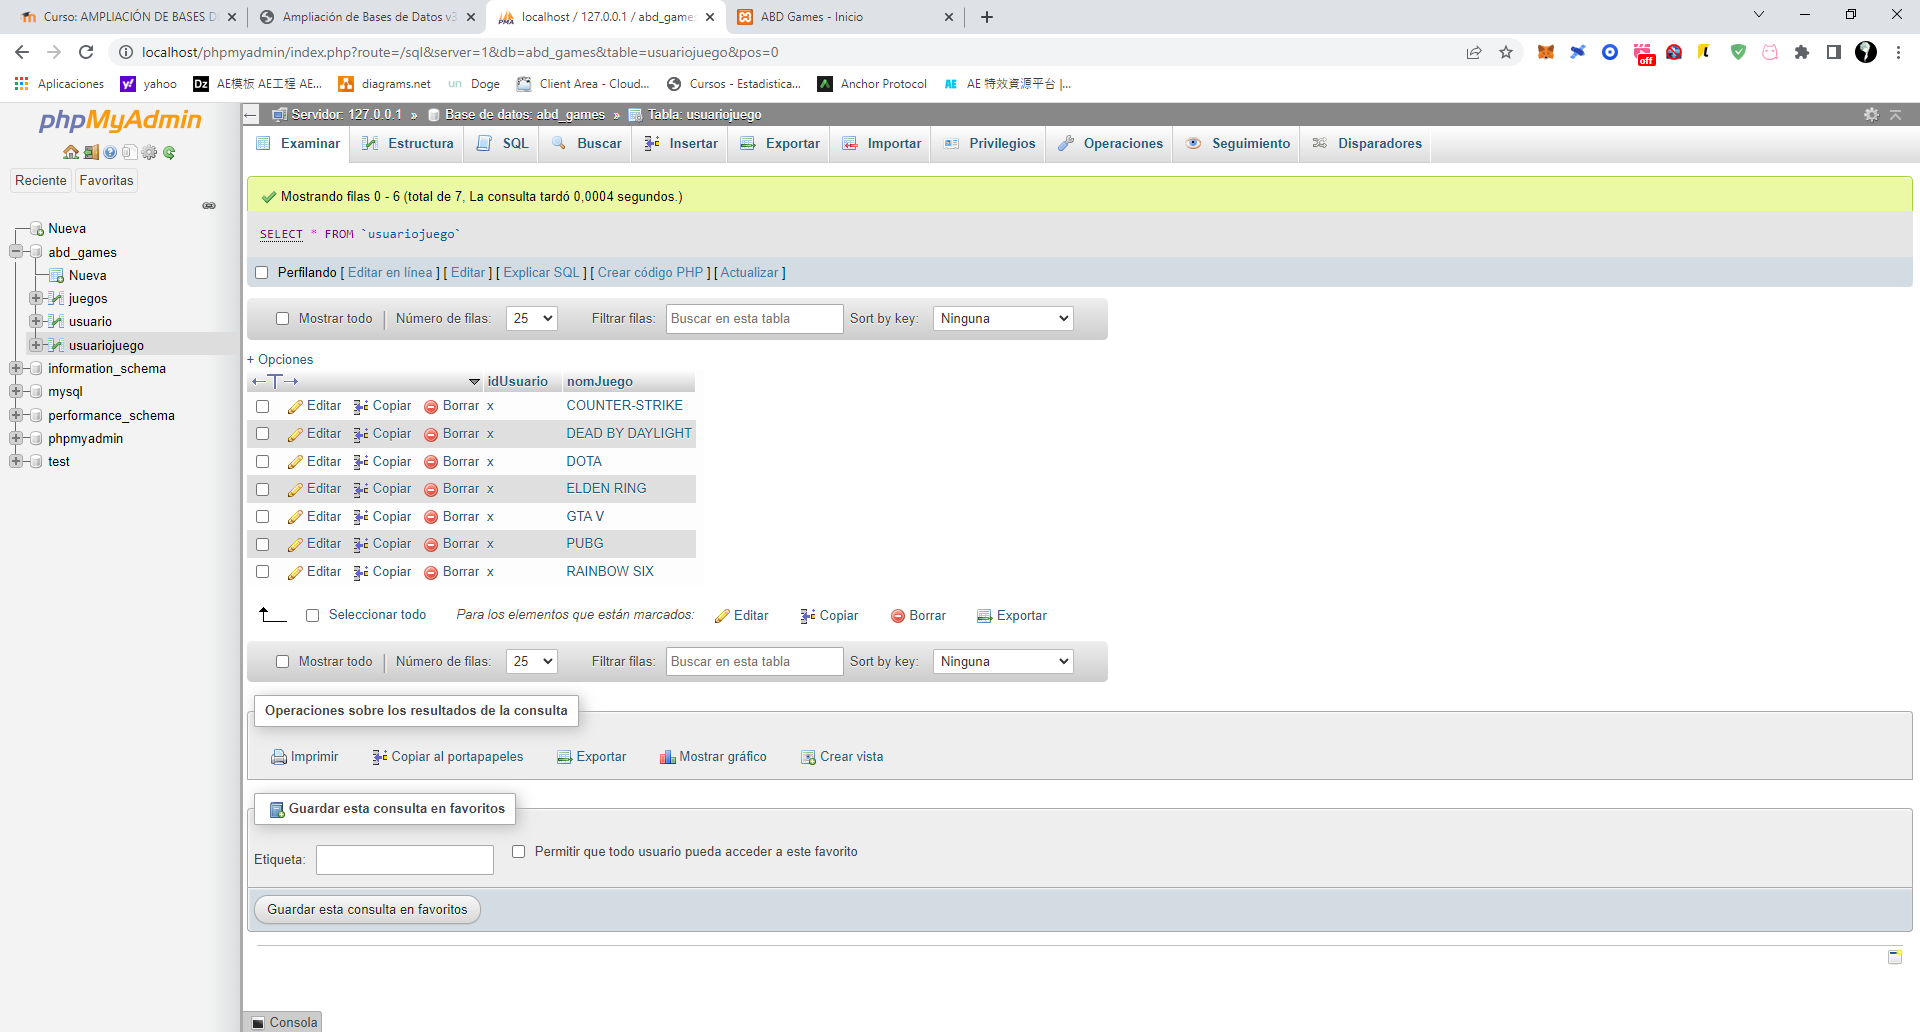 Curso: AMPLIACIÓN DE BASES D
Ampliación de Bases de Datos v3
localhost / 127.0.0.1 / abd_games
ABD Games - Inicio
localhost/phpmyadmin/index.php?route=/sql&server=1&db=abd_games&table=usuariojuego&pos=0
off
Aplicaciones
yahoo
Dz AE模板 AE工程 AE...
diagrams.net
un Doge
Client Area - Cloud...
Cursos - Estadistica...
Anchor Protocol
AE AE 特效資源平台 |,...
phpMyAdmin
Reciente Favoritas
Nueva
abd_games
Nueva
juegos
usuario
usuariojuego
information_schema
mysql
performance_schema
phpmyadmin
test
Servidor: 127.0.0.1 » Base de datos: abd_games » Tabla: usuariojuego
Examinar Estructura SQL Buscar Insertar Exportar Importar Privilegios Operaciones Seguimiento Disparadores
Mostrando filas 0 - 6 (total de 7, La consulta tardó 0,0004 segundos.)
SELECT * FROM `usuariojuego`
Perfilando [ Editar en línea ] [ Editar ] [ Explicar SQL ] [ Crear código PHP ] [ Actualizar ]
Mostrar todo | Número de filas: 25 Filtrar filas: Buscar en esta tabla Sort by key: Ninguna
+ Opciones
←T→ idUsuario nomJuego
Editar Copiar Borrar x COUNTER-STRIKE
Editar Copiar Borrar x DEAD BY DAYLIGHT
Editar Copiar Borrar x DOTA
Editar Copiar Borrar x ELDEN RING
Editar Copiar Borrar x GTA V
Editar Copiar Borrar x PUBG
Editar Copiar Borrar x RAINBOW SIX
Seleccionar todo Para los elementos que están marcados: Editar Copiar Borrar Exportar
Mostrar todo | Número de filas: 25 Filtrar filas: Buscar en esta tabla Sort by key: Ninguna
Operaciones sobre los resultados de la consulta
Imprimir Copiar al portapapeles Exportar Mostrar gráfico Crear vista
Guardar esta consulta en favoritos
Etiqueta: Permitir que todo usuario pueda acceder a este favorito
Guardar esta consulta en favoritos
Consola